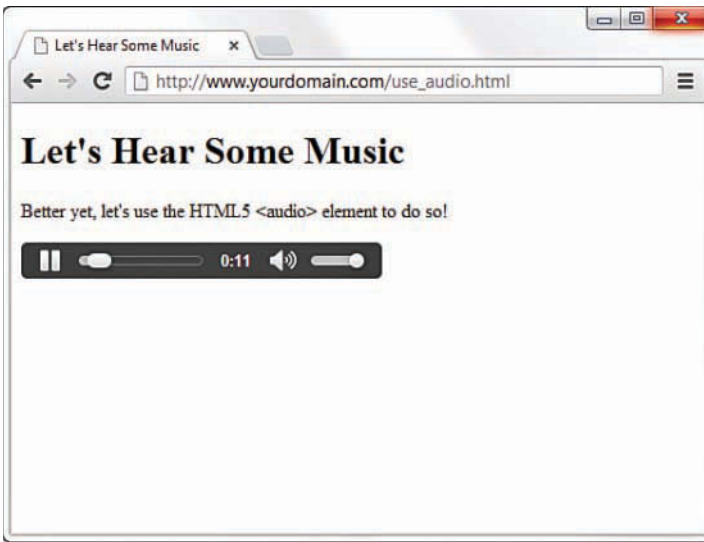 Let's Hear Some Music
http://www.yourdomain.com/use_audio.html
Let's Hear Some Music
Better yet, let's use the HTML5 <audio> element to do so!
0:11